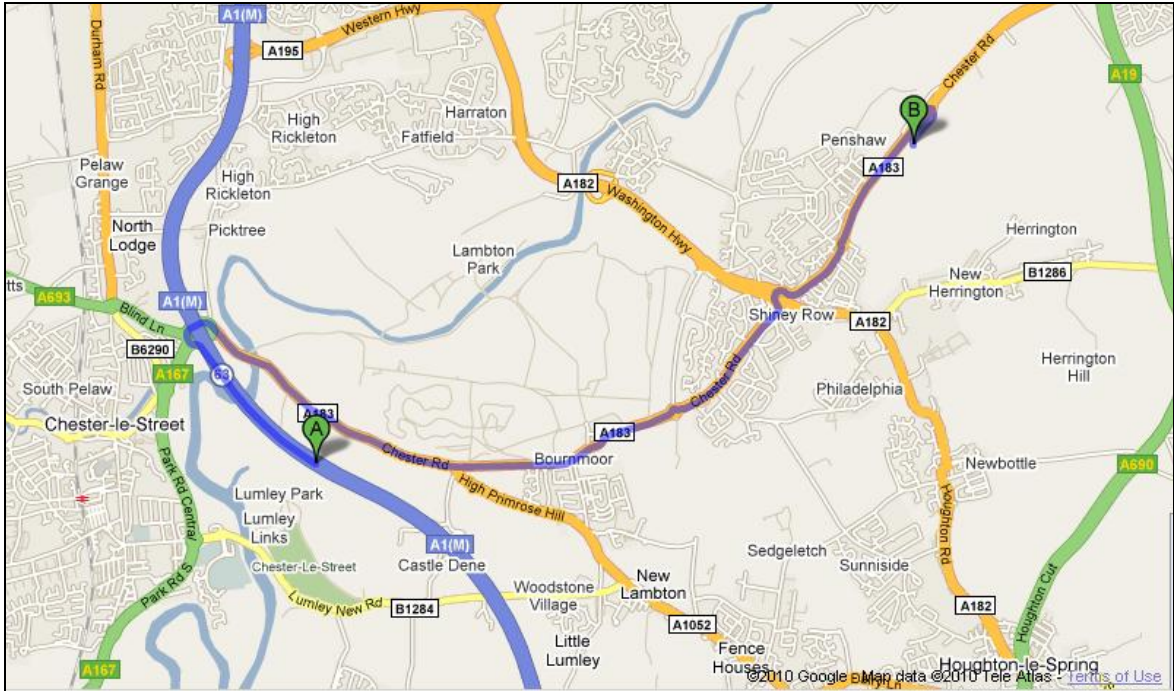 A1(M)
Western Hwy
A195
Durham Rd
Chester Rd
A19
Harraton
High
Rickleton
Fatfield
B
Penshaw
A183
Pelaw
Grange
High
Rickleton
A182
Washington Hwy
North
Lodge
Picktree
Herrington
Lambton
Park
B1286
New
Herrington
tts
A693
A1(M)
Blind Ln
Shiney Row
A182
B6290
63
A167
Herrington
Hill
South Pelaw
Chester Rd
Philadelphia
A183
Chester-le-Street
A
A183
Chester Rd
Bournmoor
Newbottle
A690
Park Rd Central
High Primrose Hill
Lumley Park
Lumley
Links
Houghton Rd
A1(M)
Castle Dene
Sedgeletch
Sunniside
Chester-Le-Street
Park Rd S
New
Lambton
Woodstone
Village
Lumley New Rd
B1284
A182
Houghton Cut
A1052
Little
Lumley
Fence
Houses
A167
Houghton-le-Spring
©2010 Google - Map data ©2010 Tele Atlas - Terms of Use